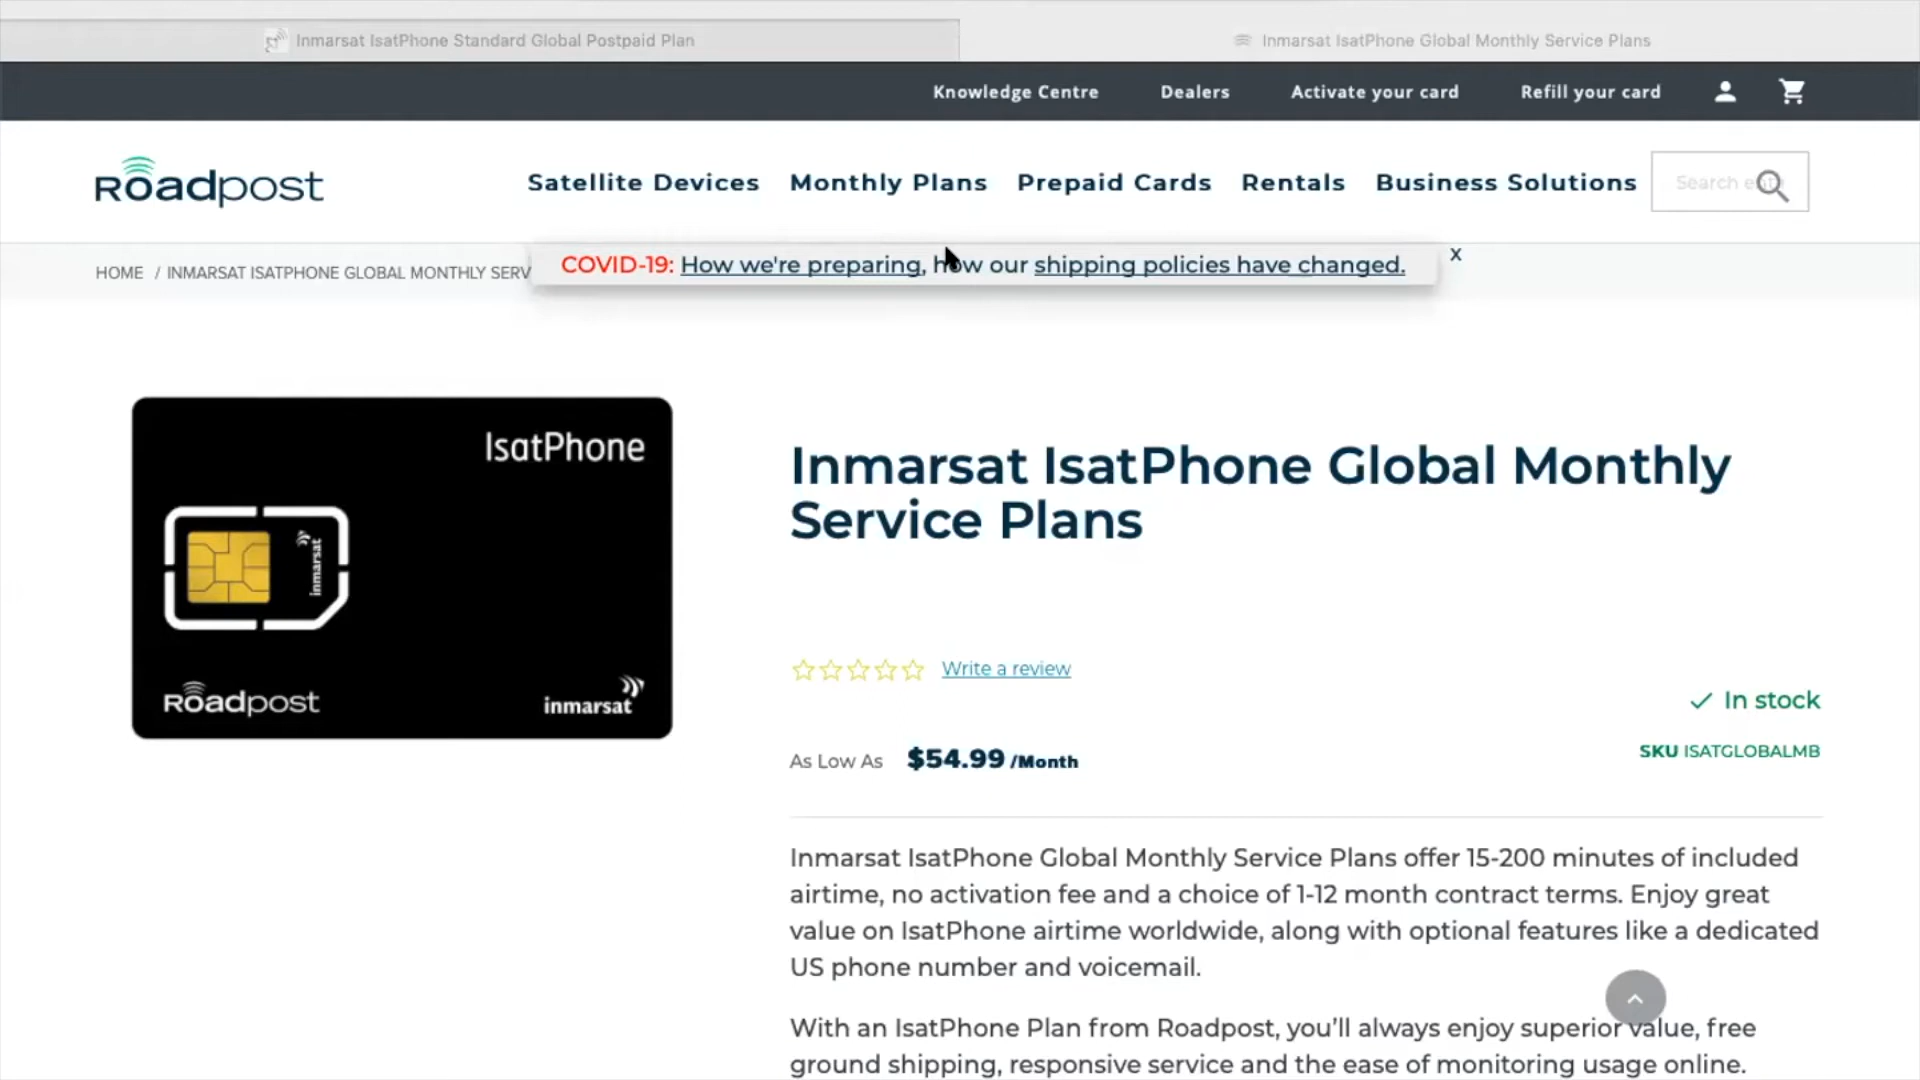 Inmarsat IsatPhone Standard Global Postpaid Plan
Inmarsat IsatPhone Global Monthly Service Plans
Knowledge Centre Dealers Activate your card Refill your card
Roadpost
Satellite Devices Monthly Plans Prepaid Cards Rentals Business Solutions
Search
HOME / INMARSAT ISATPHONE GLOBAL MONTHLY SERV
COVID-19: How we're preparing, how our shipping policies have changed.
x
IsatPhone
inmarsat
Roadpost
inmarsat
Inmarsat IsatPhone Global Monthly
Service Plans
Write a review
In stock
As Low As $54.99 /Month
SKU ISATGLOBALMB
Inmarsat IsatPhone Global Monthly Service Plans offer 15-200 minutes of included
airtime, no activation fee and a choice of 1-12 month contract terms. Enjoy great
value on IsatPhone airtime worldwide, along with optional features like a dedicated
US phone number and voicemail.
With an IsatPhone Plan from Roadpost, you'll always enjoy superior value, free
ground shipping, responsive service and the ease of monitoring usage online.